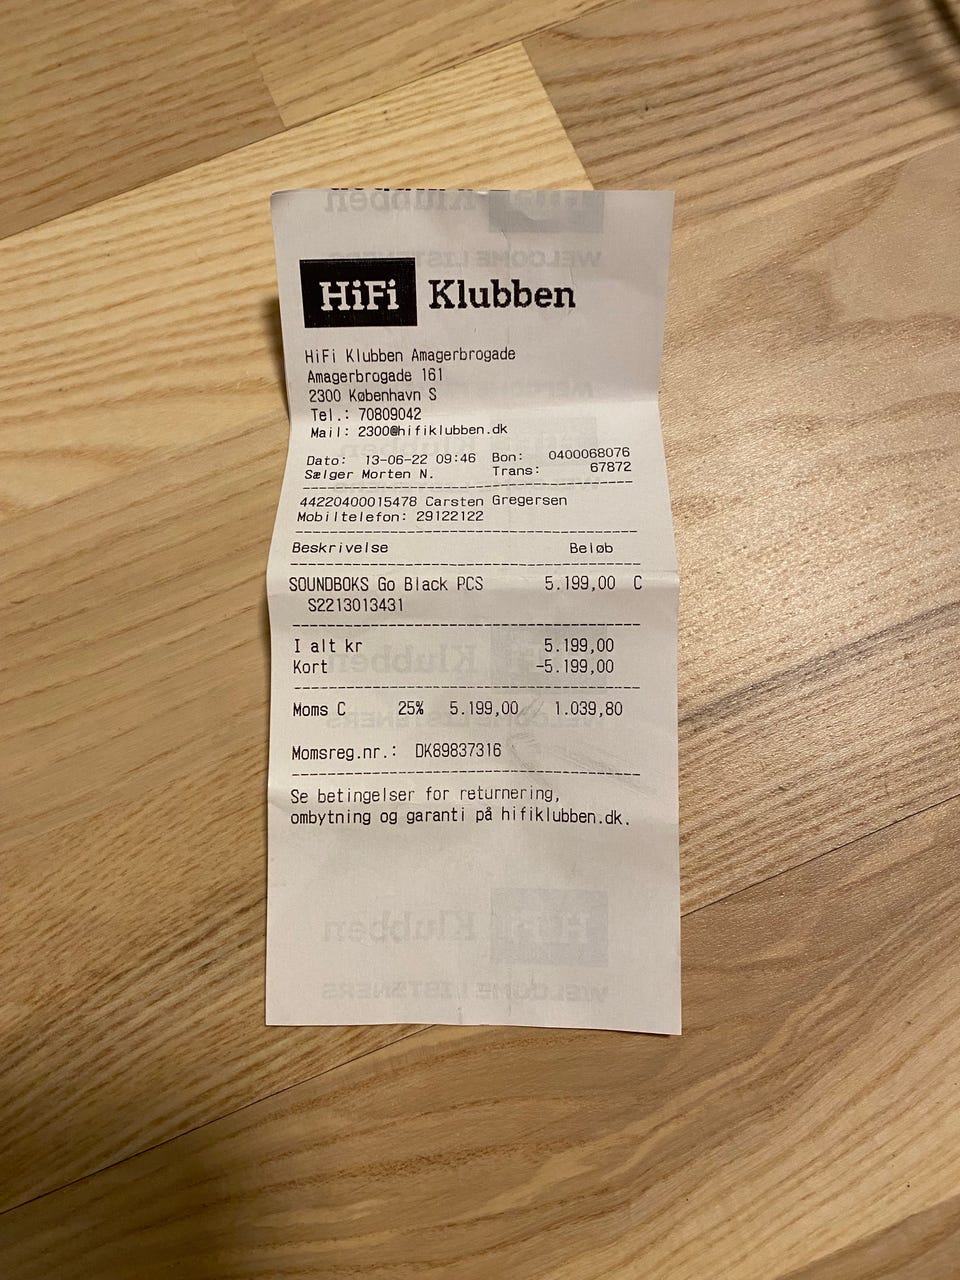 HiFi Klubben
HiFi Klubben Amagerbrogade
Amagerbrogade 161
2300 København S
Tel.: 70809042
Mail: 2300@hifiklubben.dk
Dato: 13-06-22 09:46 Bon: 0400068076
Sælger Morten N. Trans: 67872
44220400015478 Carsten Gregersen
Mobiltelefon: 29122122
Beskrivelse Beløb
SOUNDBOKS Go Black PCS 5.199,00 C
S2213013431
I alt kr 5.199,00
Kort -5.199,00
Moms C 25% 5.199,00 1.039,80
Momsreg.nr.: DK89837316
Se betingelser for returnering,
ombytning og garanti på hifiklubben.dk.